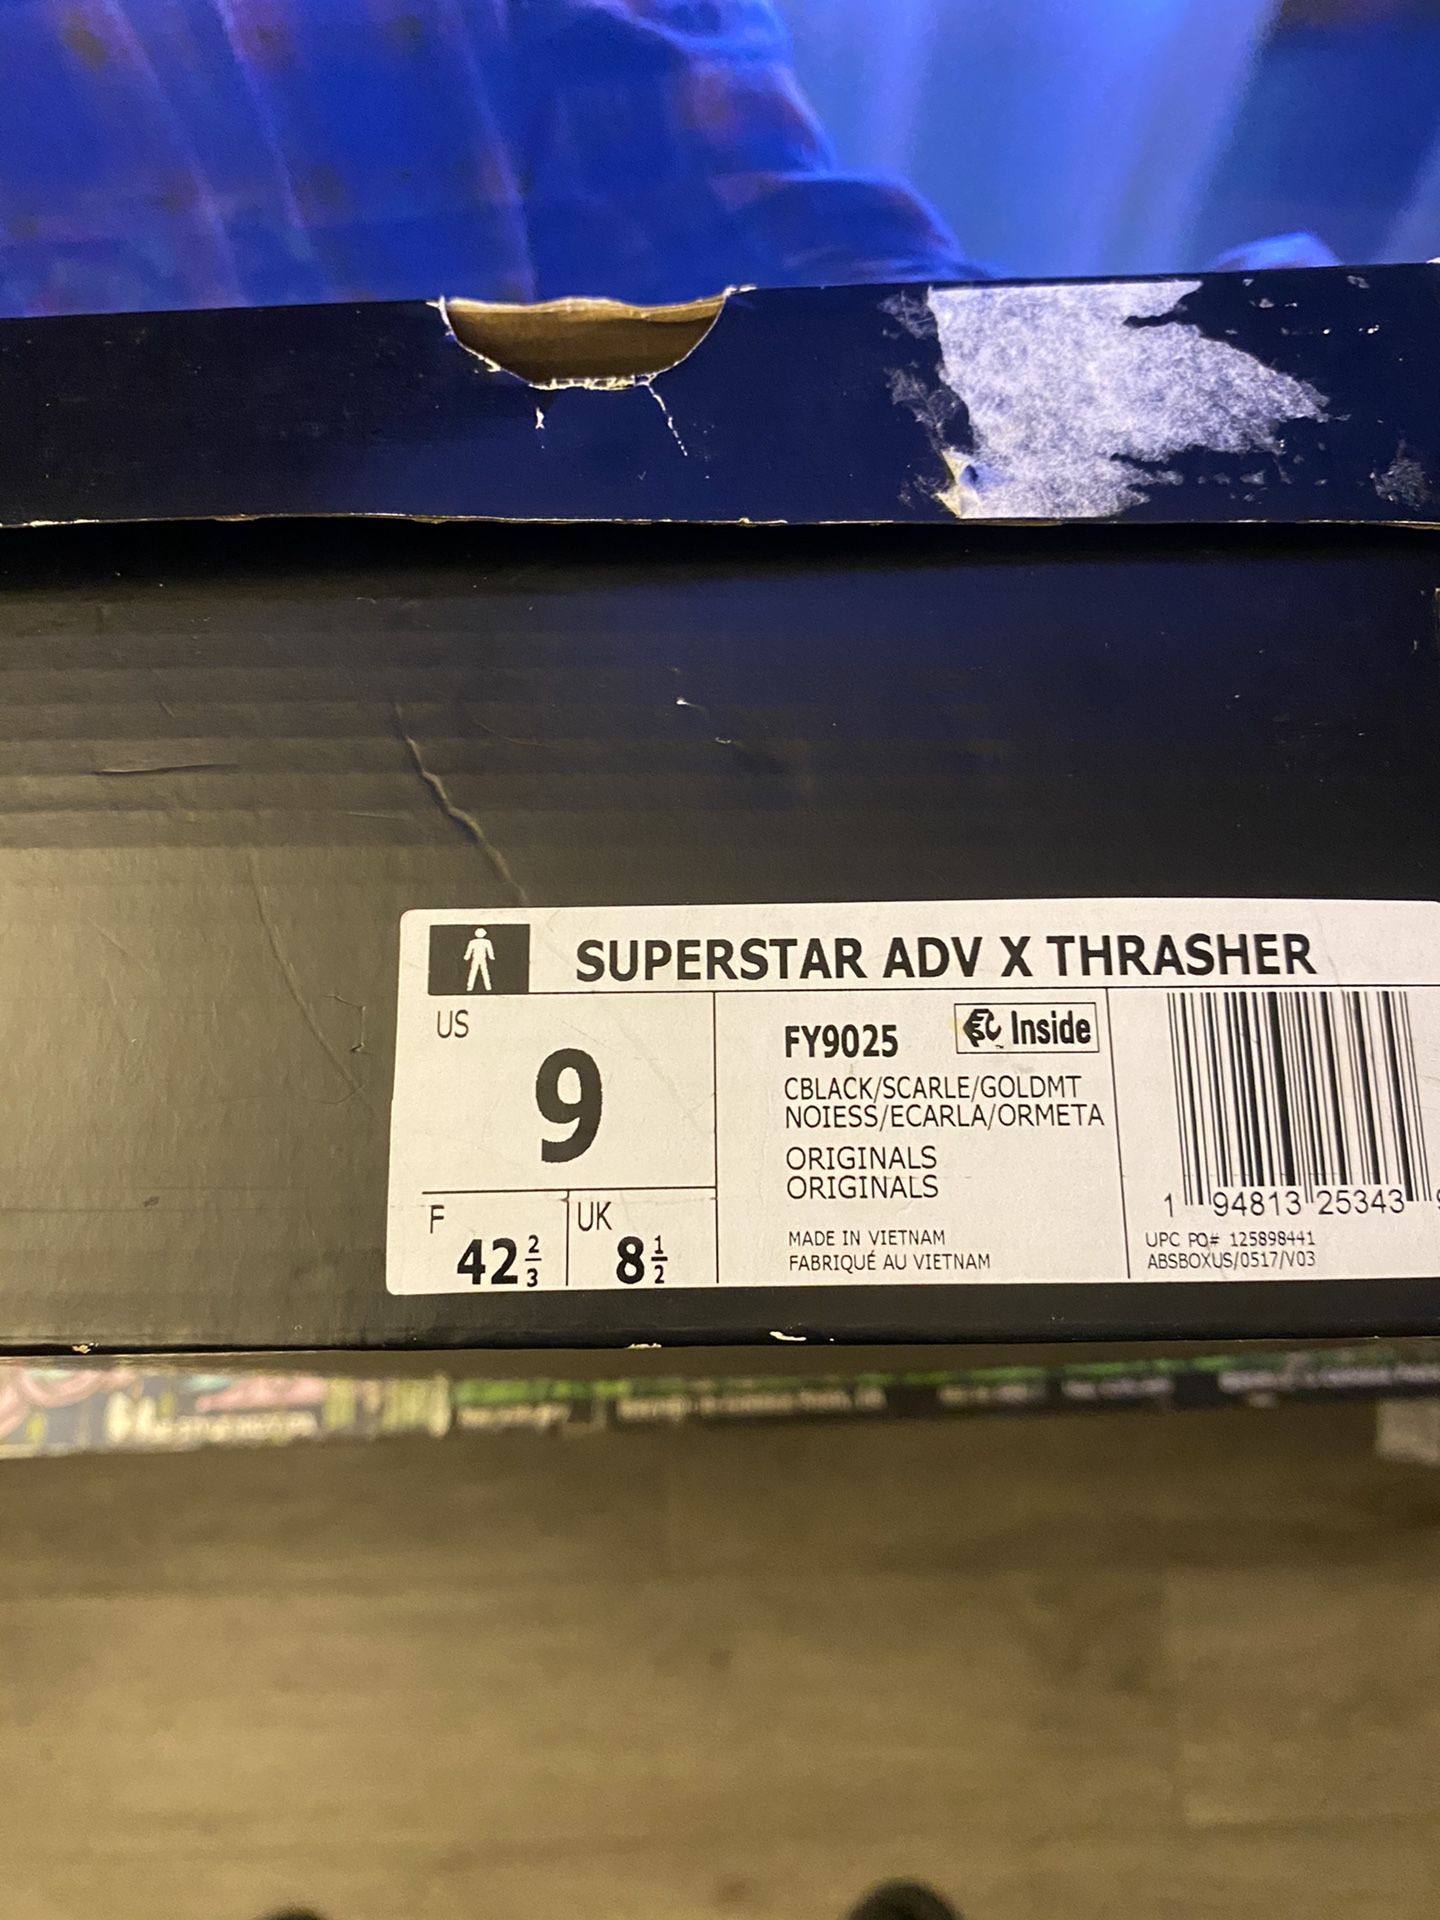 SUPERSTAR ADV X THRASHER
US
9
F
42 2/3
UK
8 1/2
FY9025
Inside
CBLACK/SCARLE/GOLDMT
NOIESS/ECARLA/ORMETA
ORIGINALS
ORIGINALS
MADE IN VIETNAM
FABRIQUÉ AU VIETNAM
1 94813 25343
UPC PO# 125898441
ABSBOXUS/0517/V03